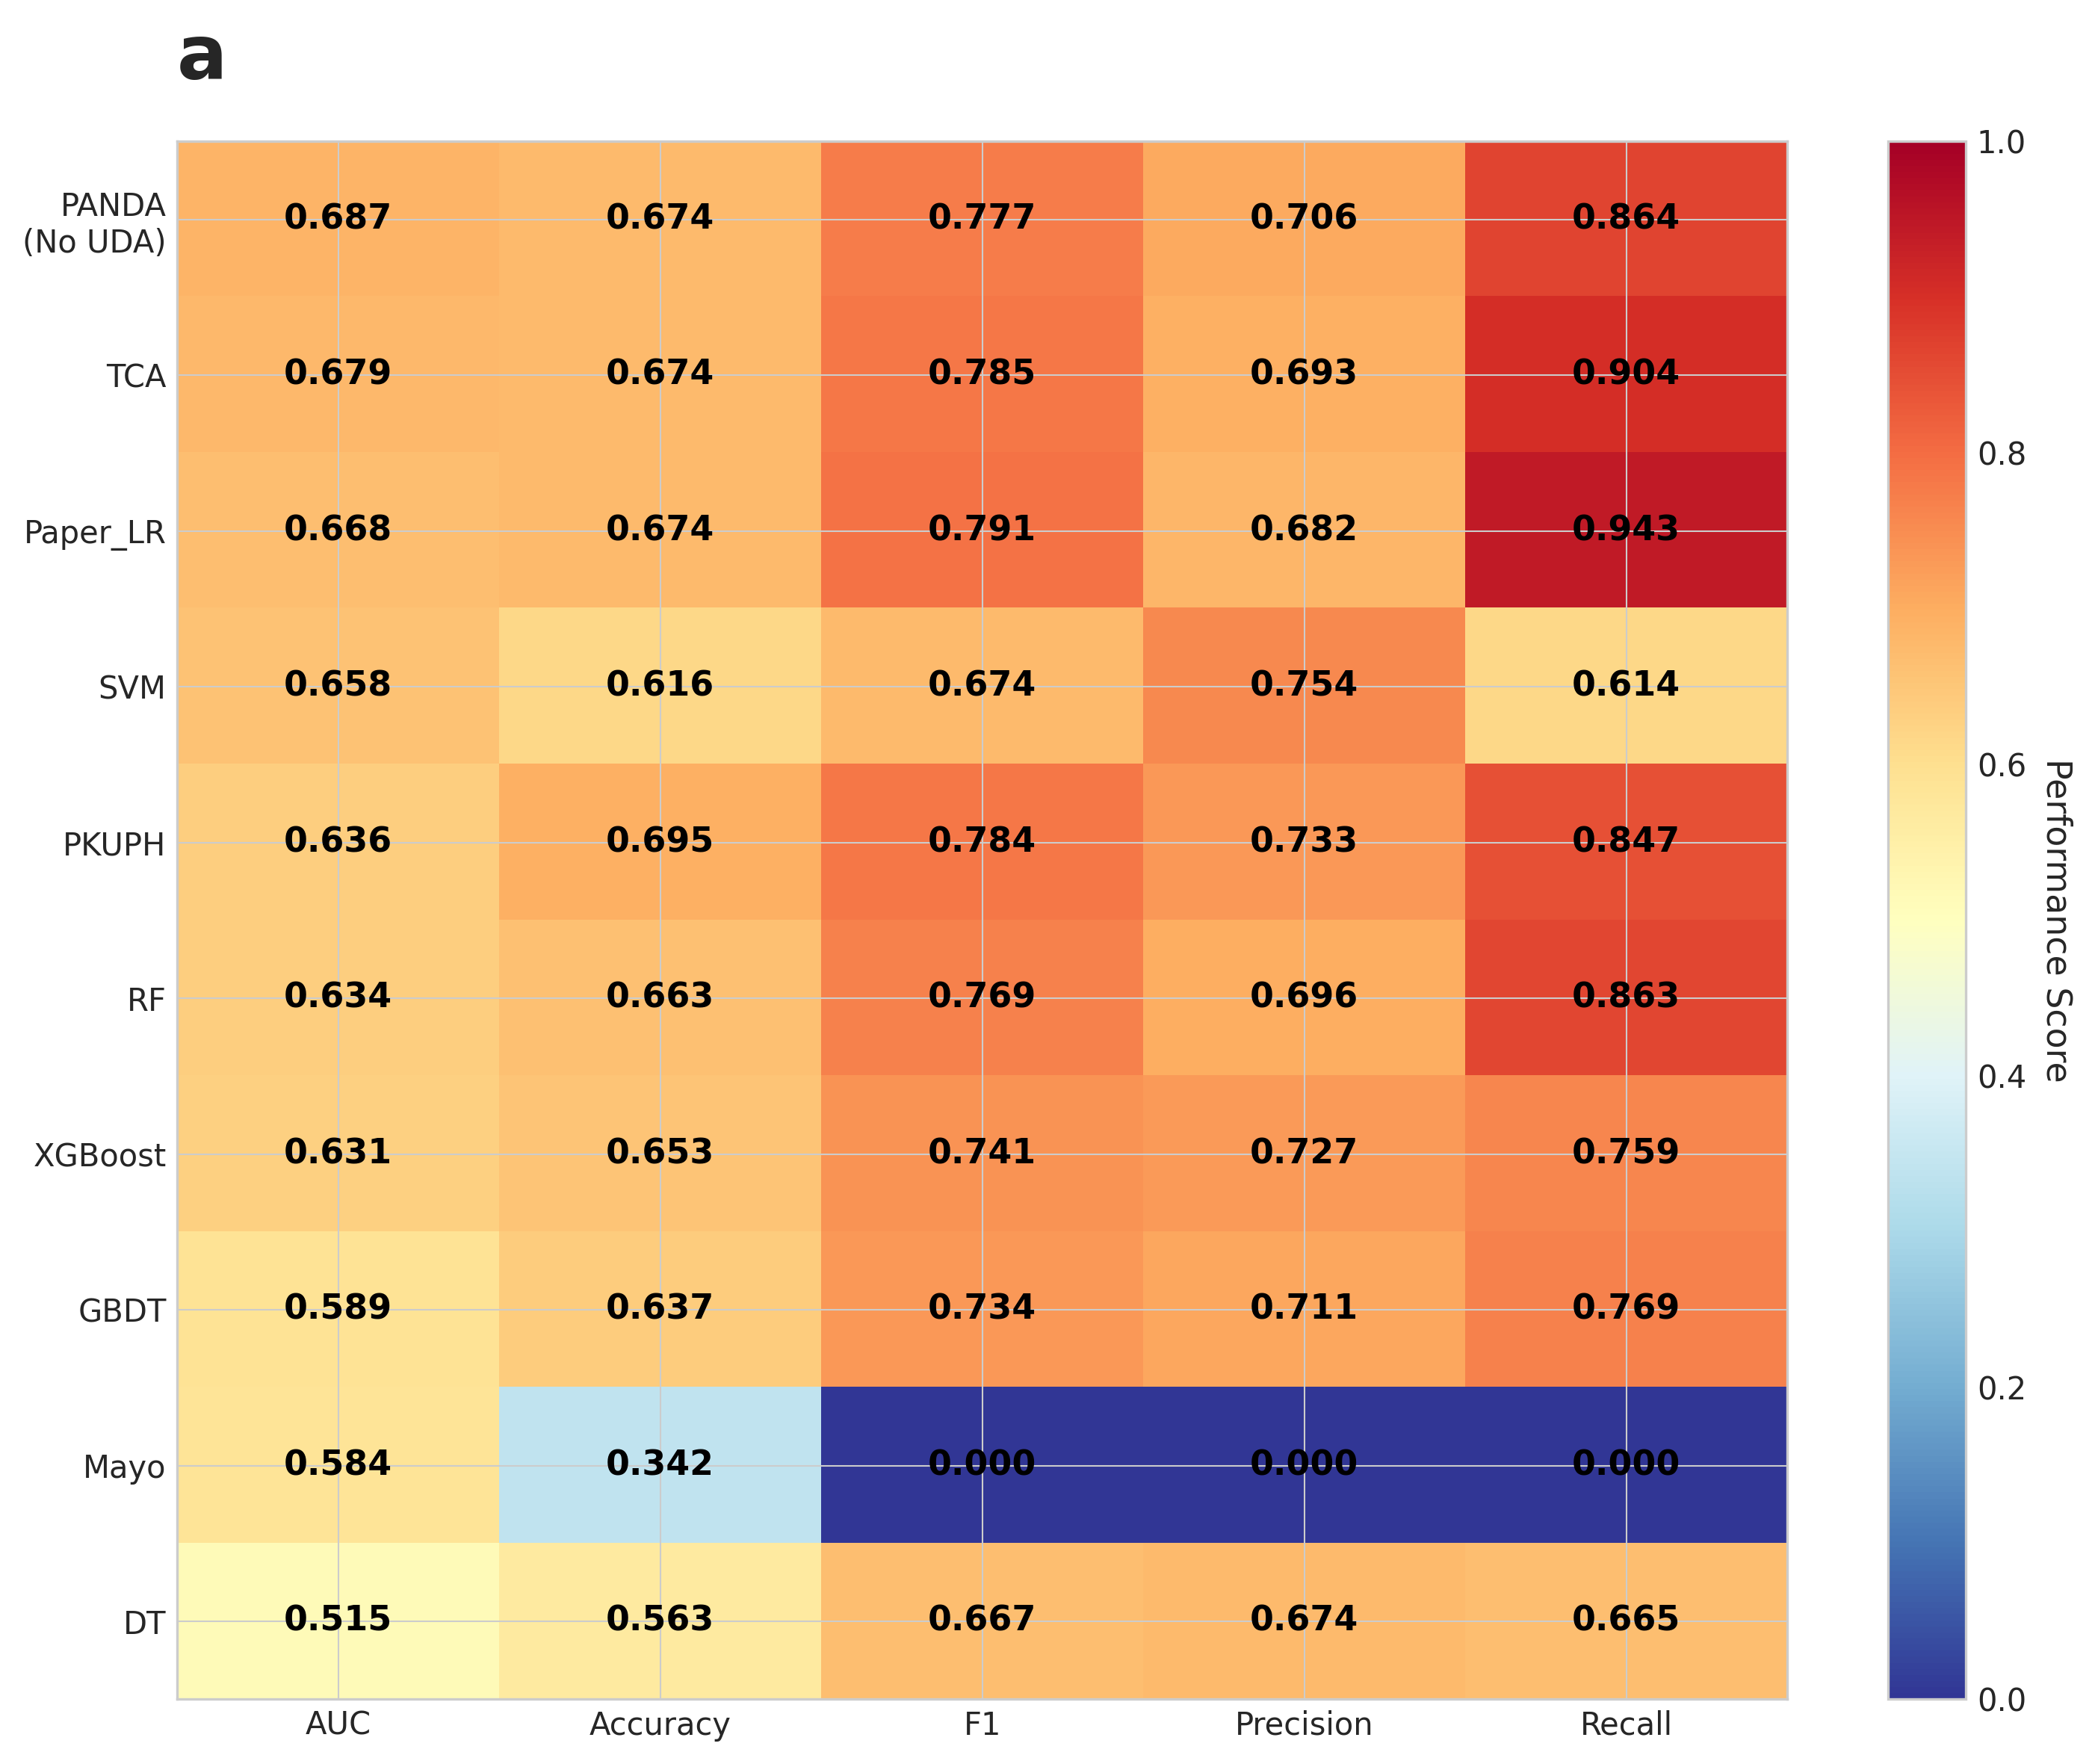 a
PANDA
(No UDA)
0.687 0.674 0.777 0.706 0.864
TCA 0.679 0.674 0.785 0.693 0.904
Paper_LR 0.668 0.674 0.791 0.682 0.943
SVM 0.658 0.616 0.674 0.754 0.614
PKUPH 0.636 0.695 0.784 0.733 0.847
RF 0.634 0.663 0.769 0.696 0.863
XGBoost 0.631 0.653 0.741 0.727 0.759
GBDT 0.589 0.637 0.734 0.711 0.769
Mayo 0.584 0.342 0.000 0.000 0.000
DT 0.515 0.563 0.667 0.674 0.665
AUC Accuracy F1 Precision Recall
1.0
0.8
0.6
0.4
0.2
0.0
Performance Score